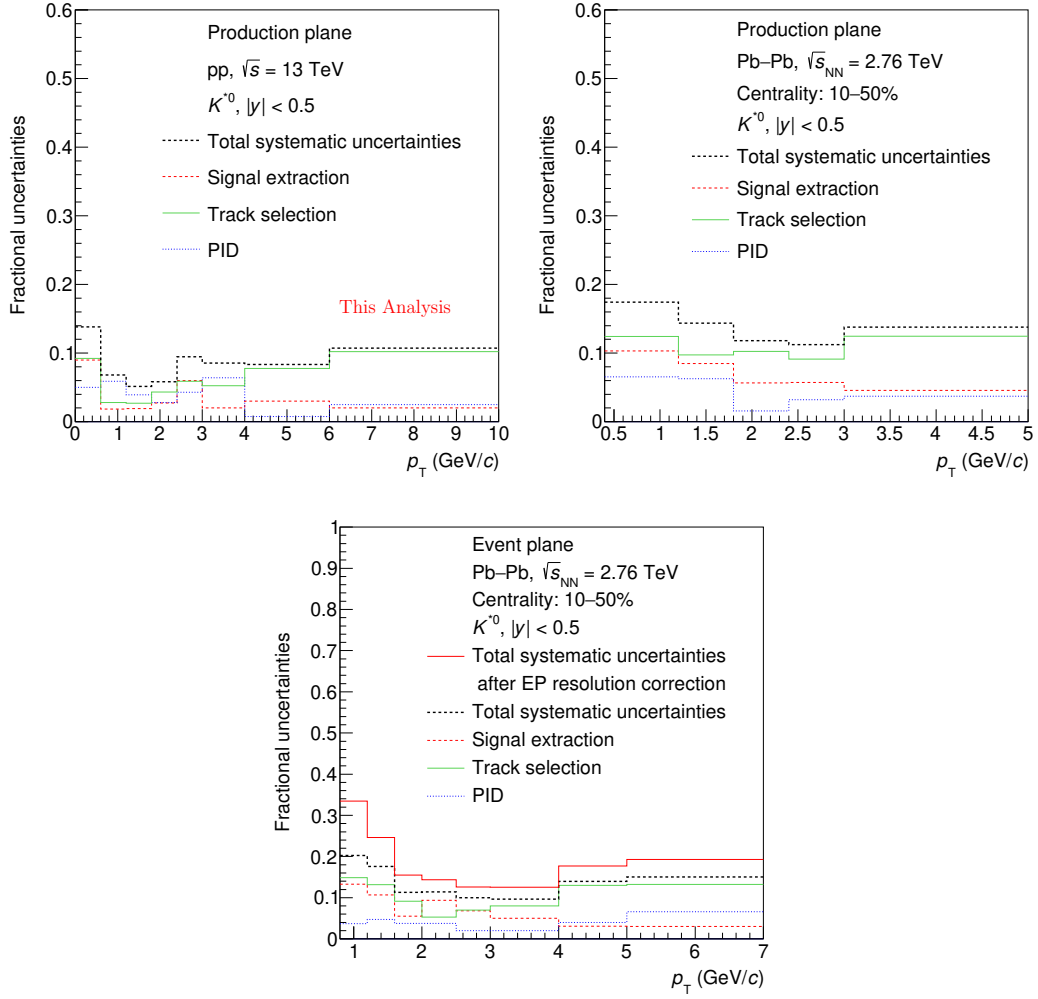 Fractional uncertainties
0.6
0.5
0.4
0.3
0.2
0.1
0
Production plane
pp, √s = 13 TeV
K*0, |y| < 0.5
Total systematic uncertainties
Signal extraction
Track selection
PID
This Analysis
1 2 3 4 5 6 7 8 9 10
pT (GeV/c)
Fractional uncertainties
0.6
0.5
0.4
0.3
0.2
0.1
0
Production plane
Pb–Pb, √sNN = 2.76 TeV
Centrality: 10–50%
K*0, |y| < 0.5
Total systematic uncertainties
Signal extraction
Track selection
PID
0.5 1 1.5 2 2.5 3 3.5 4 4.5 5
pT (GeV/c)
Fractional uncertainties
1
0.9
0.8
0.7
0.6
0.5
0.4
0.3
0.2
0.1
0
Event plane
Pb–Pb, √sNN = 2.76 TeV
Centrality: 10–50%
K*0, |y| < 0.5
Total systematic uncertainties
after EP resolution correction
Total systematic uncertainties
Signal extraction
Track selection
PID
1 2 3 4 5 6 7
pT (GeV/c)